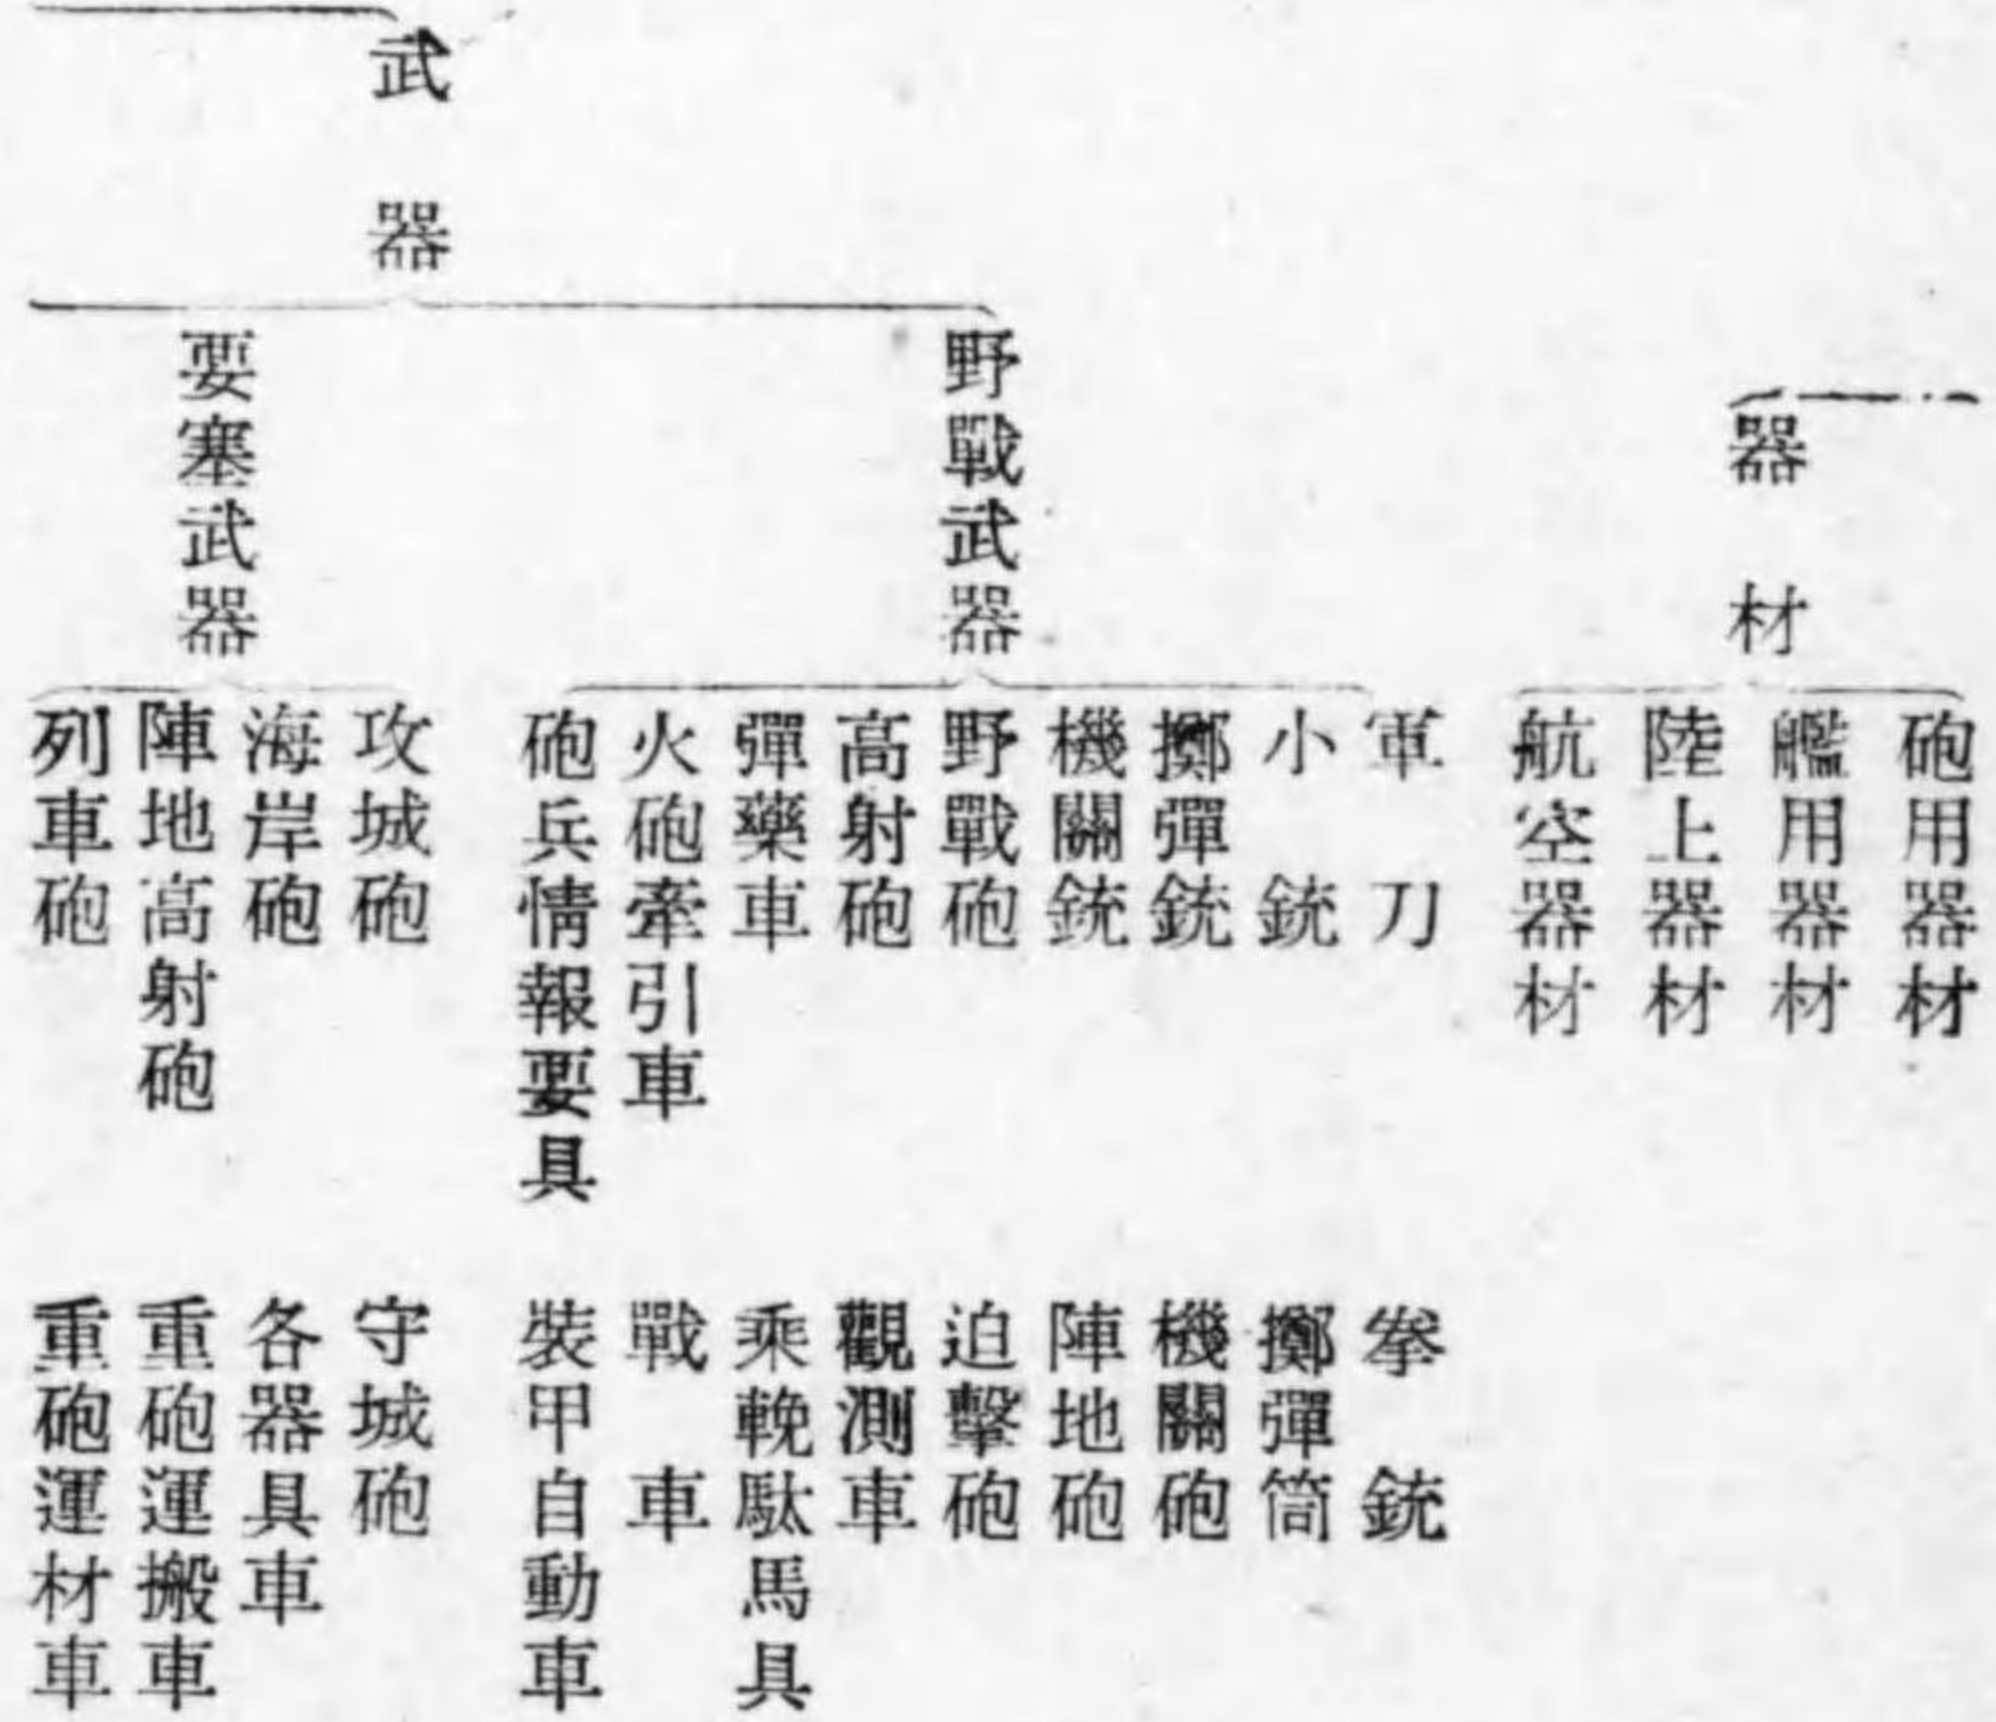 器材
砲用器材
艦用器材
陸上器材
航空器材
武器
野戰武器
軍刀
拳銃
小銃
擲彈筒
擲彈銃
機關砲
機關銃
陣地砲
野戰砲
迫擊砲
高射砲
觀測車
彈藥車
乘輓駄馬具
火砲牽引車
戰車
砲兵情報要具
裝甲自動車
要塞武器
攻城砲
守城砲
海岸砲
各器具車
陣地高射砲
重砲運搬車
列車砲
重砲運材車